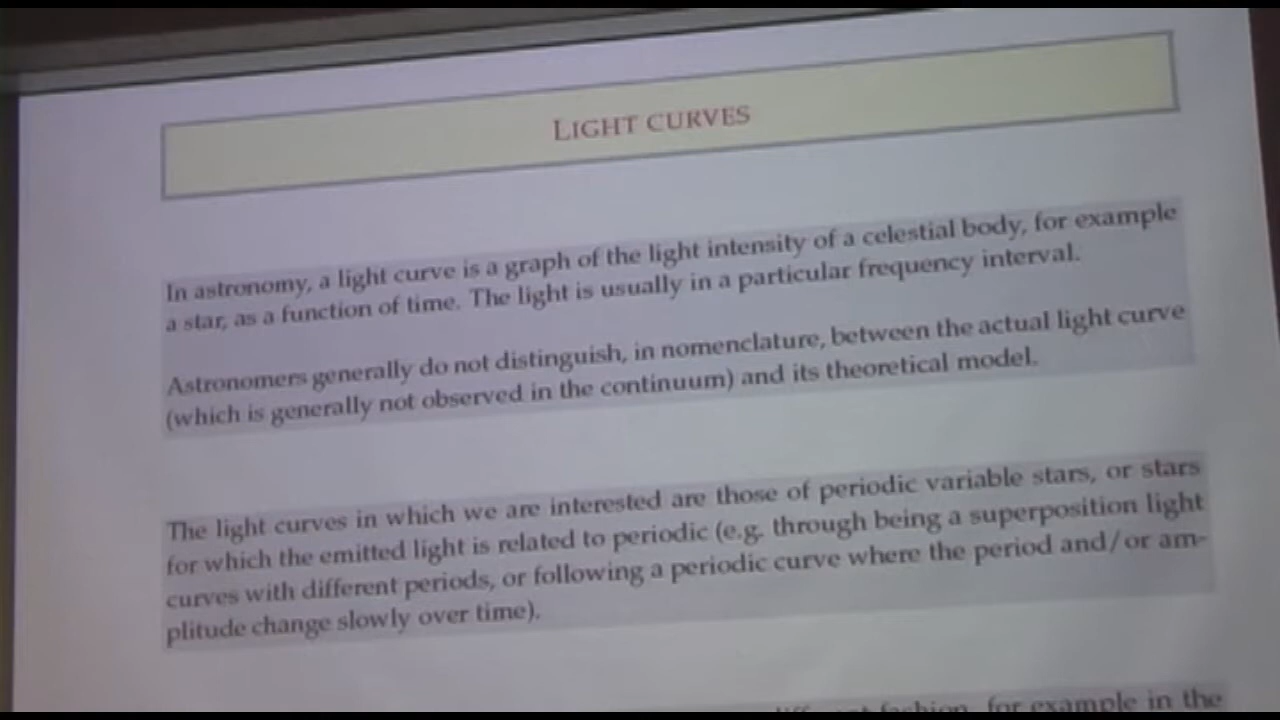 LIGHT CURVES
In astronomy, a light curve is a graph of the light intensity of a celestial body, for example
a star, as a function of time. The light is usually in a particular frequency interval.
Astronomers generally do not distinguish, in nomenclature, between the actual light curve
(which is generally not observed in the continuum) and its theoretical model.
The light curves in which we are interested are those of periodic variable stars, or stars
for which the emitted light is related to periodic (e.g. through being a superposition light
curves with different periods, or following a periodic curve where the period and/or am-
plitude change slowly over time).
fashion, for example in the